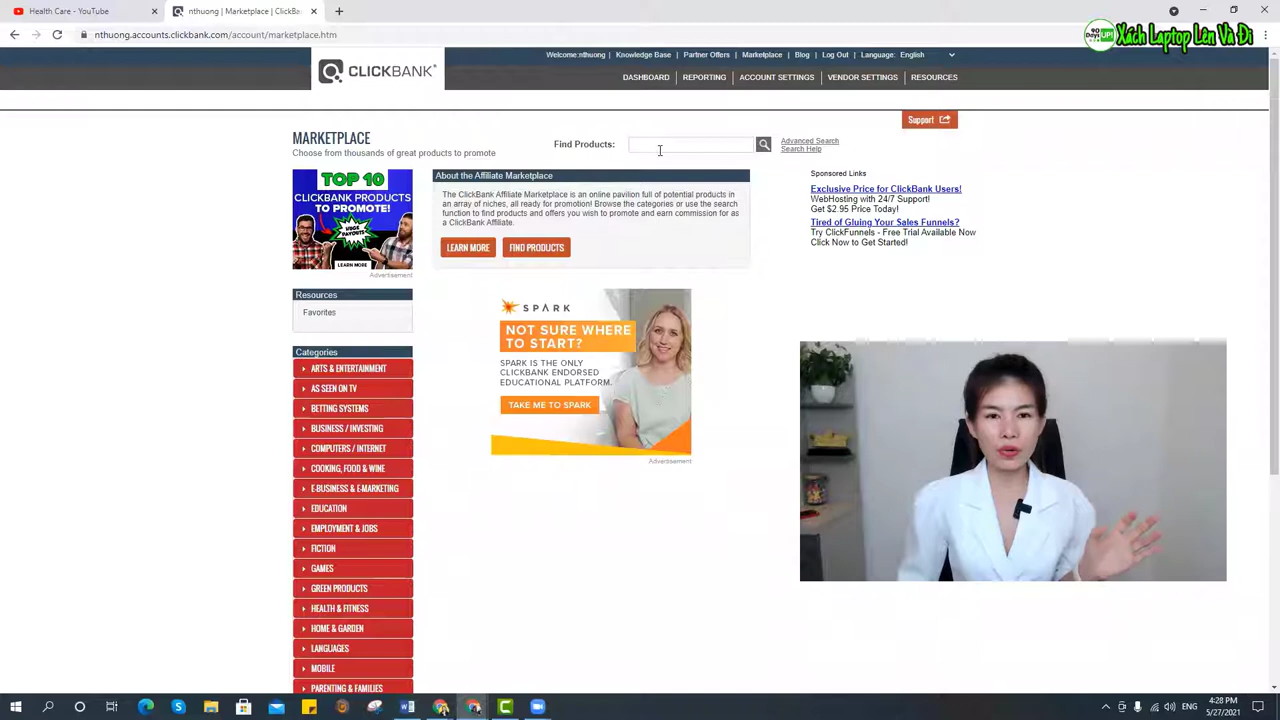 Health Care - YouTube
nthuong | Marketplace | ClickBan
nthuong.accounts.clickbank.com/account/marketplace.htm
90 Days UP!
Xách Laptop Lên Và Đi
CLICKBANK®
Welcome:nthuong | Knowledge Base | Partner Offers | Marketplace | Blog | Log Out | Language: English
DASHBOARD | REPORTING | ACCOUNT SETTINGS | VENDOR SETTINGS | RESOURCES
Support
MARKETPLACE
Choose from thousands of great products to promote
Find Products:
Advanced Search
Search Help
TOP 10
CLICKBANK PRODUCTS
TO PROMOTE!
HUGE
PAYOUTS
LEARN MORE
Advertisement
About the Affiliate Marketplace
The ClickBank Affiliate Marketplace is an online pavilion full of potential products in
an array of niches, all ready for promotion! Browse the categories or use the search
function to find products and offers you wish to promote and earn commission for as
a ClickBank Affiliate.
LEARN MORE
FIND PRODUCTS
Sponsored Links
Exclusive Price for ClickBank Users!
WebHosting with 24/7 Support!
Get $2.95 Price Today!
Tired of Gluing Your Sales Funnels?
Try ClickFunnels - Free Trial Available Now
Click Now to Get Started!
Resources
Favorites
SPARK
NOT SURE WHERE
TO START?
SPARK IS THE ONLY
CLICKBANK ENDORSED
EDUCATIONAL PLATFORM.
TAKE ME TO SPARK
Advertisement
Categories
ARTS & ENTERTAINMENT
AS SEEN ON TV
BETTING SYSTEMS
BUSINESS / INVESTING
COMPUTERS / INTERNET
COOKING, FOOD & WINE
E-BUSINESS & E-MARKETING
EDUCATION
EMPLOYMENT & JOBS
FICTION
GAMES
GREEN PRODUCTS
HEALTH & FITNESS
HOME & GARDEN
LANGUAGES
MOBILE
PARENTING & FAMILIES
ENG
4:28 PM
5/27/2021